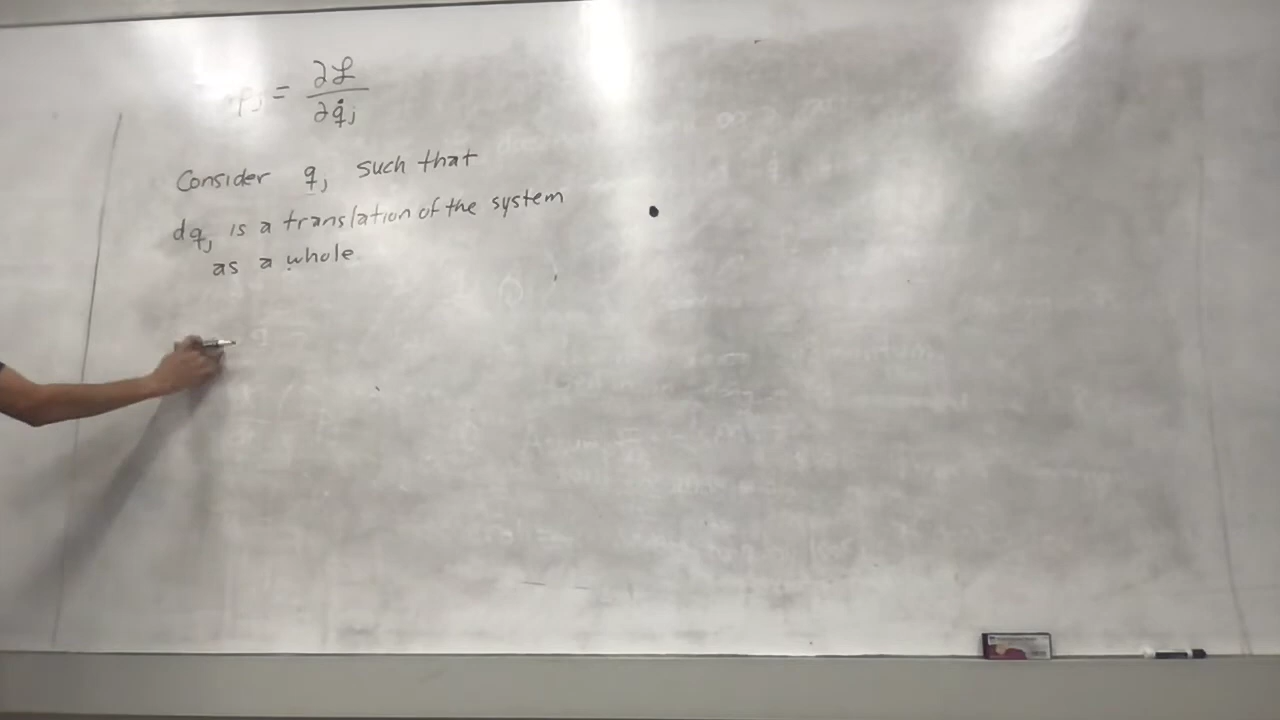 pj = ∂ℒ / ∂q̇j
Consider qj such that
dqj is a translation of the system
as a whole